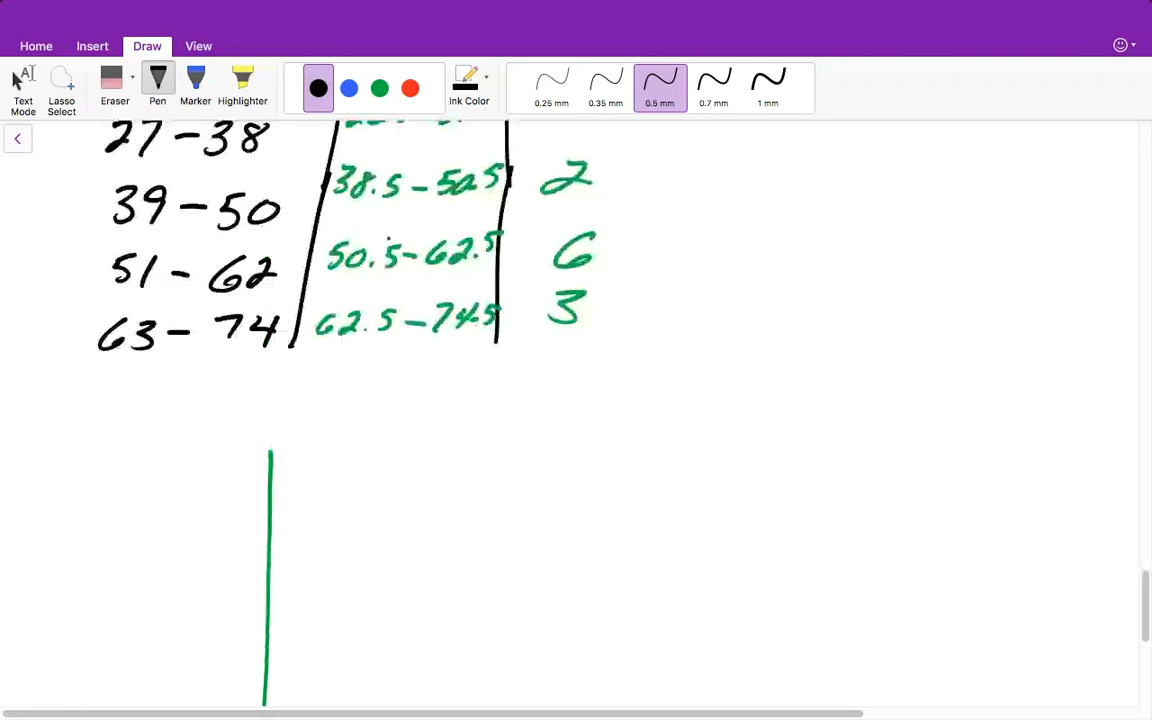 Home Insert Draw View
Text Mode Lasso Select Eraser Pen Marker Highlighter Ink Color 0.25 mm 0.35 mm 0.5 mm 0.7 mm 1 mm
27 - 38
39 - 50 38.5 - 50.5 2
51 - 62 50.5 - 62.5 6
63 - 74 62.5 - 74.5 3